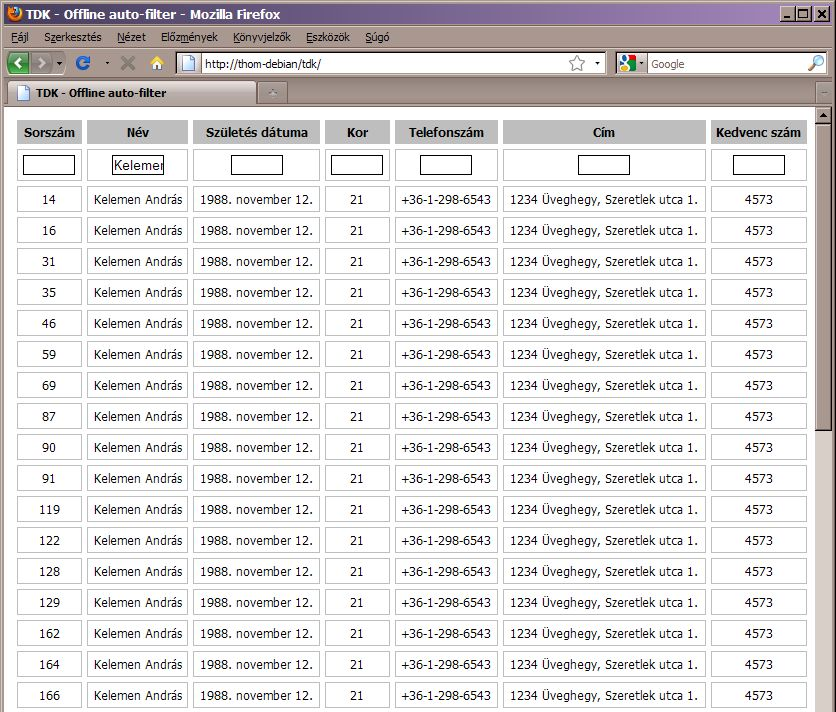 TDK - Offline auto-filter - Mozilla Firefox
Fájl Szerkesztés Nézet Előzmények Könyvjelzők Eszközök Súgó
http://thom-debian/tdk/ Google
TDK - Offline auto-filter
Sorszám Név Születés dátuma Kor Telefonszám Cím Kedvenc szám
Kelemen
14 Kelemen András 1988. november 12. 21 +36-1-298-6543 1234 Üveghegy, Szeretlek utca 1. 4573
16 Kelemen András 1988. november 12. 21 +36-1-298-6543 1234 Üveghegy, Szeretlek utca 1. 4573
31 Kelemen András 1988. november 12. 21 +36-1-298-6543 1234 Üveghegy, Szeretlek utca 1. 4573
35 Kelemen András 1988. november 12. 21 +36-1-298-6543 1234 Üveghegy, Szeretlek utca 1. 4573
46 Kelemen András 1988. november 12. 21 +36-1-298-6543 1234 Üveghegy, Szeretlek utca 1. 4573
59 Kelemen András 1988. november 12. 21 +36-1-298-6543 1234 Üveghegy, Szeretlek utca 1. 4573
69 Kelemen András 1988. november 12. 21 +36-1-298-6543 1234 Üveghegy, Szeretlek utca 1. 4573
87 Kelemen András 1988. november 12. 21 +36-1-298-6543 1234 Üveghegy, Szeretlek utca 1. 4573
90 Kelemen András 1988. november 12. 21 +36-1-298-6543 1234 Üveghegy, Szeretlek utca 1. 4573
91 Kelemen András 1988. november 12. 21 +36-1-298-6543 1234 Üveghegy, Szeretlek utca 1. 4573
119 Kelemen András 1988. november 12. 21 +36-1-298-6543 1234 Üveghegy, Szeretlek utca 1. 4573
122 Kelemen András 1988. november 12. 21 +36-1-298-6543 1234 Üveghegy, Szeretlek utca 1. 4573
128 Kelemen András 1988. november 12. 21 +36-1-298-6543 1234 Üveghegy, Szeretlek utca 1. 4573
129 Kelemen András 1988. november 12. 21 +36-1-298-6543 1234 Üveghegy, Szeretlek utca 1. 4573
162 Kelemen András 1988. november 12. 21 +36-1-298-6543 1234 Üveghegy, Szeretlek utca 1. 4573
164 Kelemen András 1988. november 12. 21 +36-1-298-6543 1234 Üveghegy, Szeretlek utca 1. 4573
166 Kelemen András 1988. november 12. 21 +36-1-298-6543 1234 Üveghegy, Szeretlek utca 1. 4573